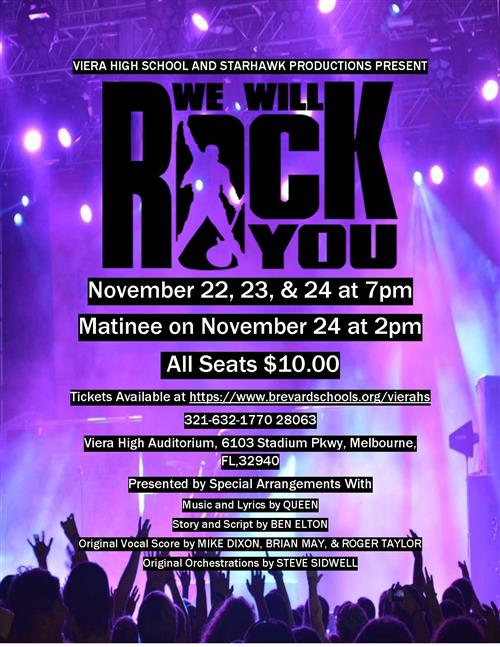 VIERA HIGH SCHOOL AND STARHAWK PRODUCTIONS PRESENT
WE WILL
ROCK
YOU
November 22, 23, & 24 at 7pm
Matinee on November 24 at 2pm
All Seats $10.00
Tickets Available at https://www.brevardschools.org/vierahs
321-632-1770 28063
Viera High Auditorium, 6103 Stadium Pkwy, Melbourne,
FL,32940
Presented by Special Arrangements With
Music and Lyrics by QUEEN
Story and Script by BEN ELTON
Original Vocal Score by MIKE DIXON, BRIAN MAY, & ROGER TAYLOR
Original Orchestrations by STEVE SIDWELL